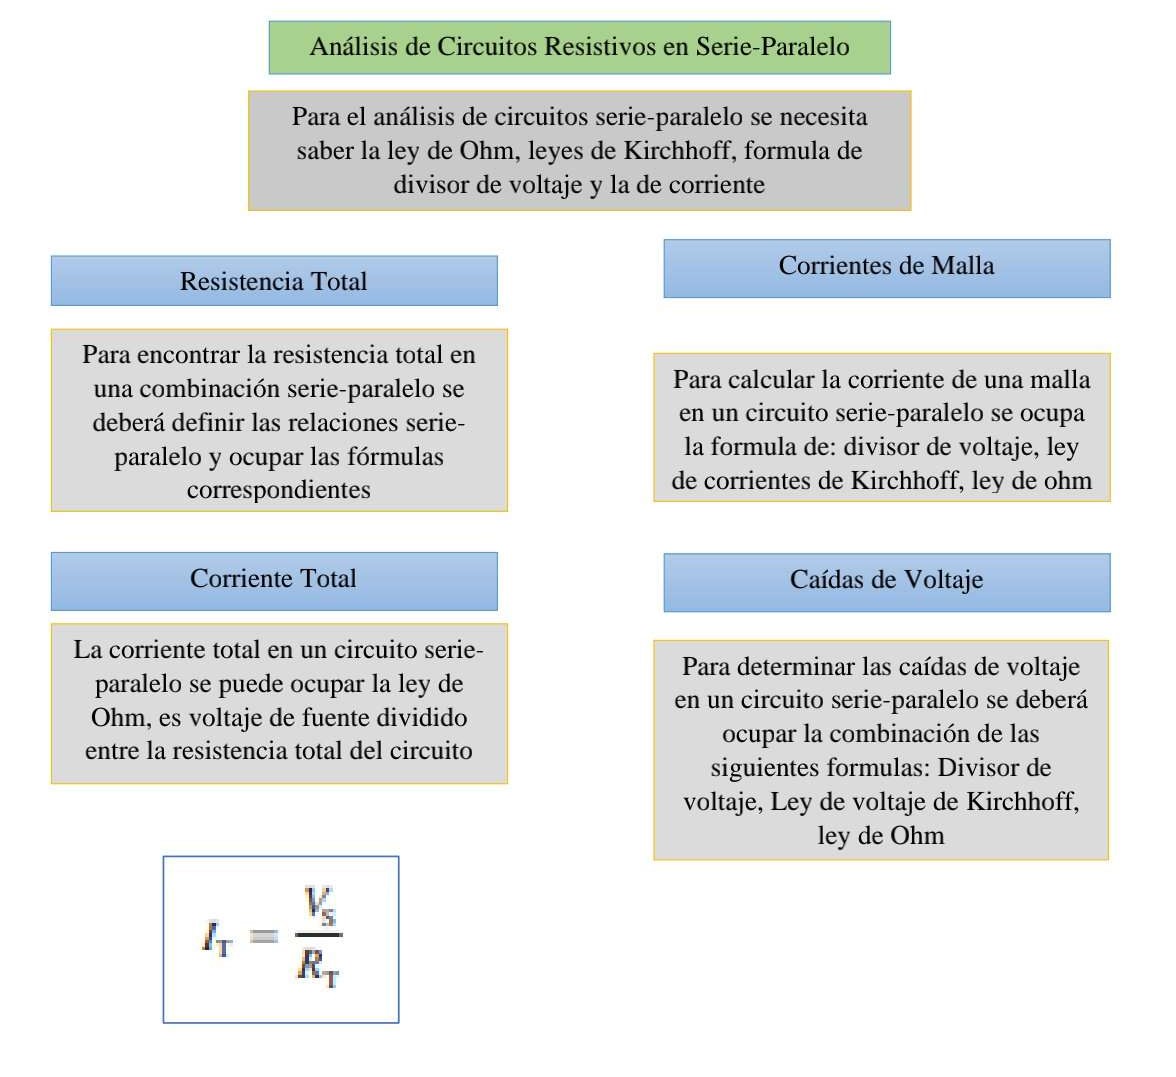 Análisis de Circuitos Resistivos en Serie-Paralelo
Para el análisis de circuitos serie-paralelo se necesita
saber la ley de Ohm, leyes de Kirchhoff, formula de
divisor de voltaje y la de corriente
Resistencia Total
Para encontrar la resistencia total en
una combinación serie-paralelo se
deberá definir las relaciones serie-
paralelo y ocupar las fórmulas
correspondientes
Corriente Total
La corriente total en un circuito serie-
paralelo se puede ocupar la ley de
Ohm, es voltaje de fuente dividido
entre la resistencia total del circuito
I_T = V_S / R_T
Corrientes de Malla
Para calcular la corriente de una malla
en un circuito serie-paralelo se ocupa
la formula de: divisor de voltaje, ley
de corrientes de Kirchhoff, ley de ohm
Caídas de Voltaje
Para determinar las caídas de voltaje
en un circuito serie-paralelo se deberá
ocupar la combinación de las
siguientes formulas: Divisor de
voltaje, Ley de voltaje de Kirchhoff,
ley de Ohm